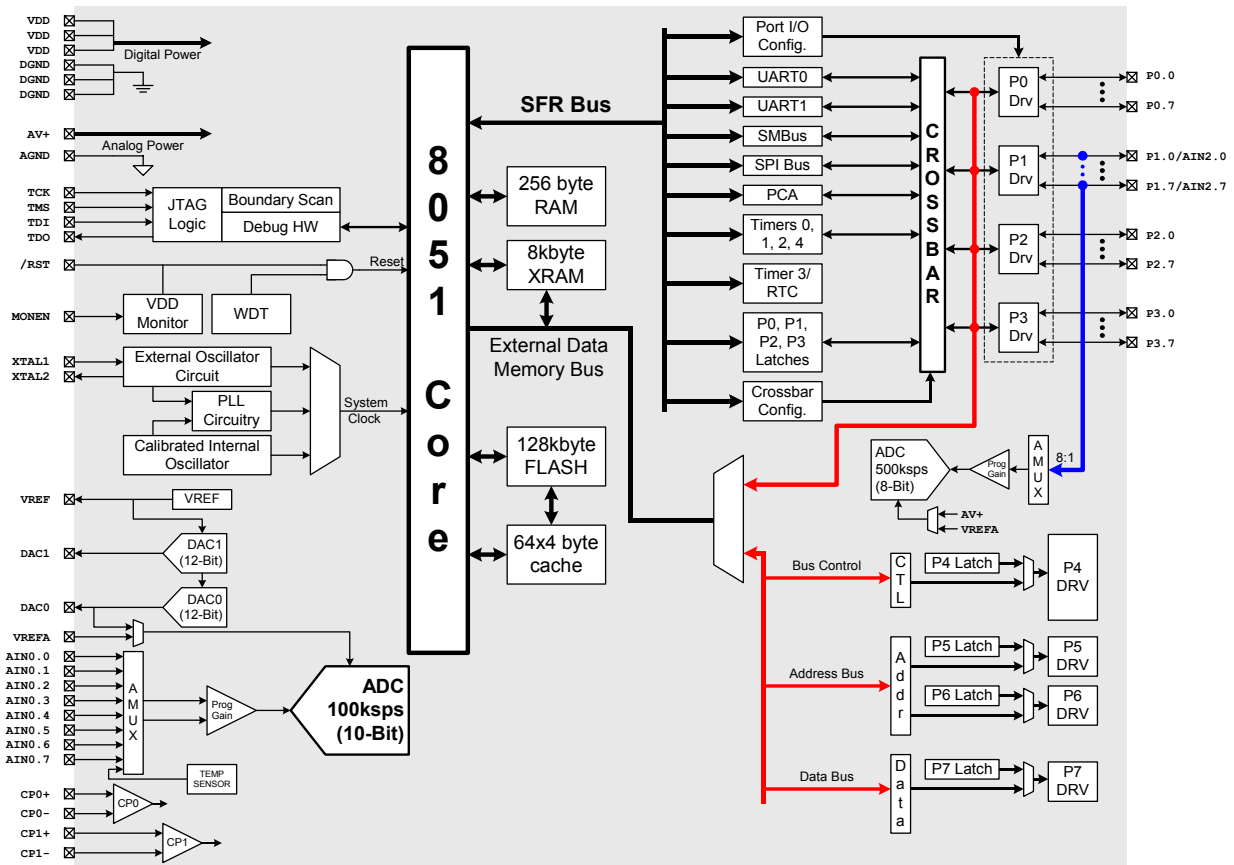 VDD
VDD
VDD
Digital Power
DGND
DGND
DGND
AV+
Analog Power
AGND
TCK
TMS
TDI
TDO
JTAG
Logic
Boundary Scan
Debug HW
/RST
Reset
MONEN
VDD
Monitor
WDT
XTAL1
XTAL2
External Oscillator
Circuit
PLL
Circuitry
Calibrated Internal
Oscillator
System
Clock
VREF
VREF
DAC1
DAC1
(12-Bit)
DAC0
DAC0
(12-Bit)
VREFA
AIN0.0
AIN0.1
AIN0.2
AIN0.3
AIN0.4
AIN0.5
AIN0.6
AIN0.7
AMUX
Prog
Gain
ADC
100ksps
(10-Bit)
TEMP
SENSOR
CP0+
CP0-
CP0
CP1+
CP1-
CP1
8051 Core
SFR Bus
256 byte
RAM
8kbyte
XRAM
External Data
Memory Bus
128kbyte
FLASH
64x4 byte
cache
Port I/O
Config.
UART0
UART1
SMBus
SPI Bus
PCA
Timers 0,
1, 2, 4
Timer 3/
RTC
P0, P1,
P2, P3
Latches
Crossbar
Config.
CROSSBAR
P0
Drv
P1
Drv
P2
Drv
P3
Drv
P0.0
P0.7
P1.0/AIN2.0
P1.7/AIN2.7
P2.0
P2.7
P3.0
P3.7
ADC
500ksps
(8-Bit)
Prog
Gain
AMUX
8:1
AV+
VREFA
Bus Control
CTL
P4 Latch
P4
DRV
Address Bus
Addr
P5 Latch
P5
DRV
P6 Latch
P6
DRV
Data Bus
Data
P7 Latch
P7
DRV